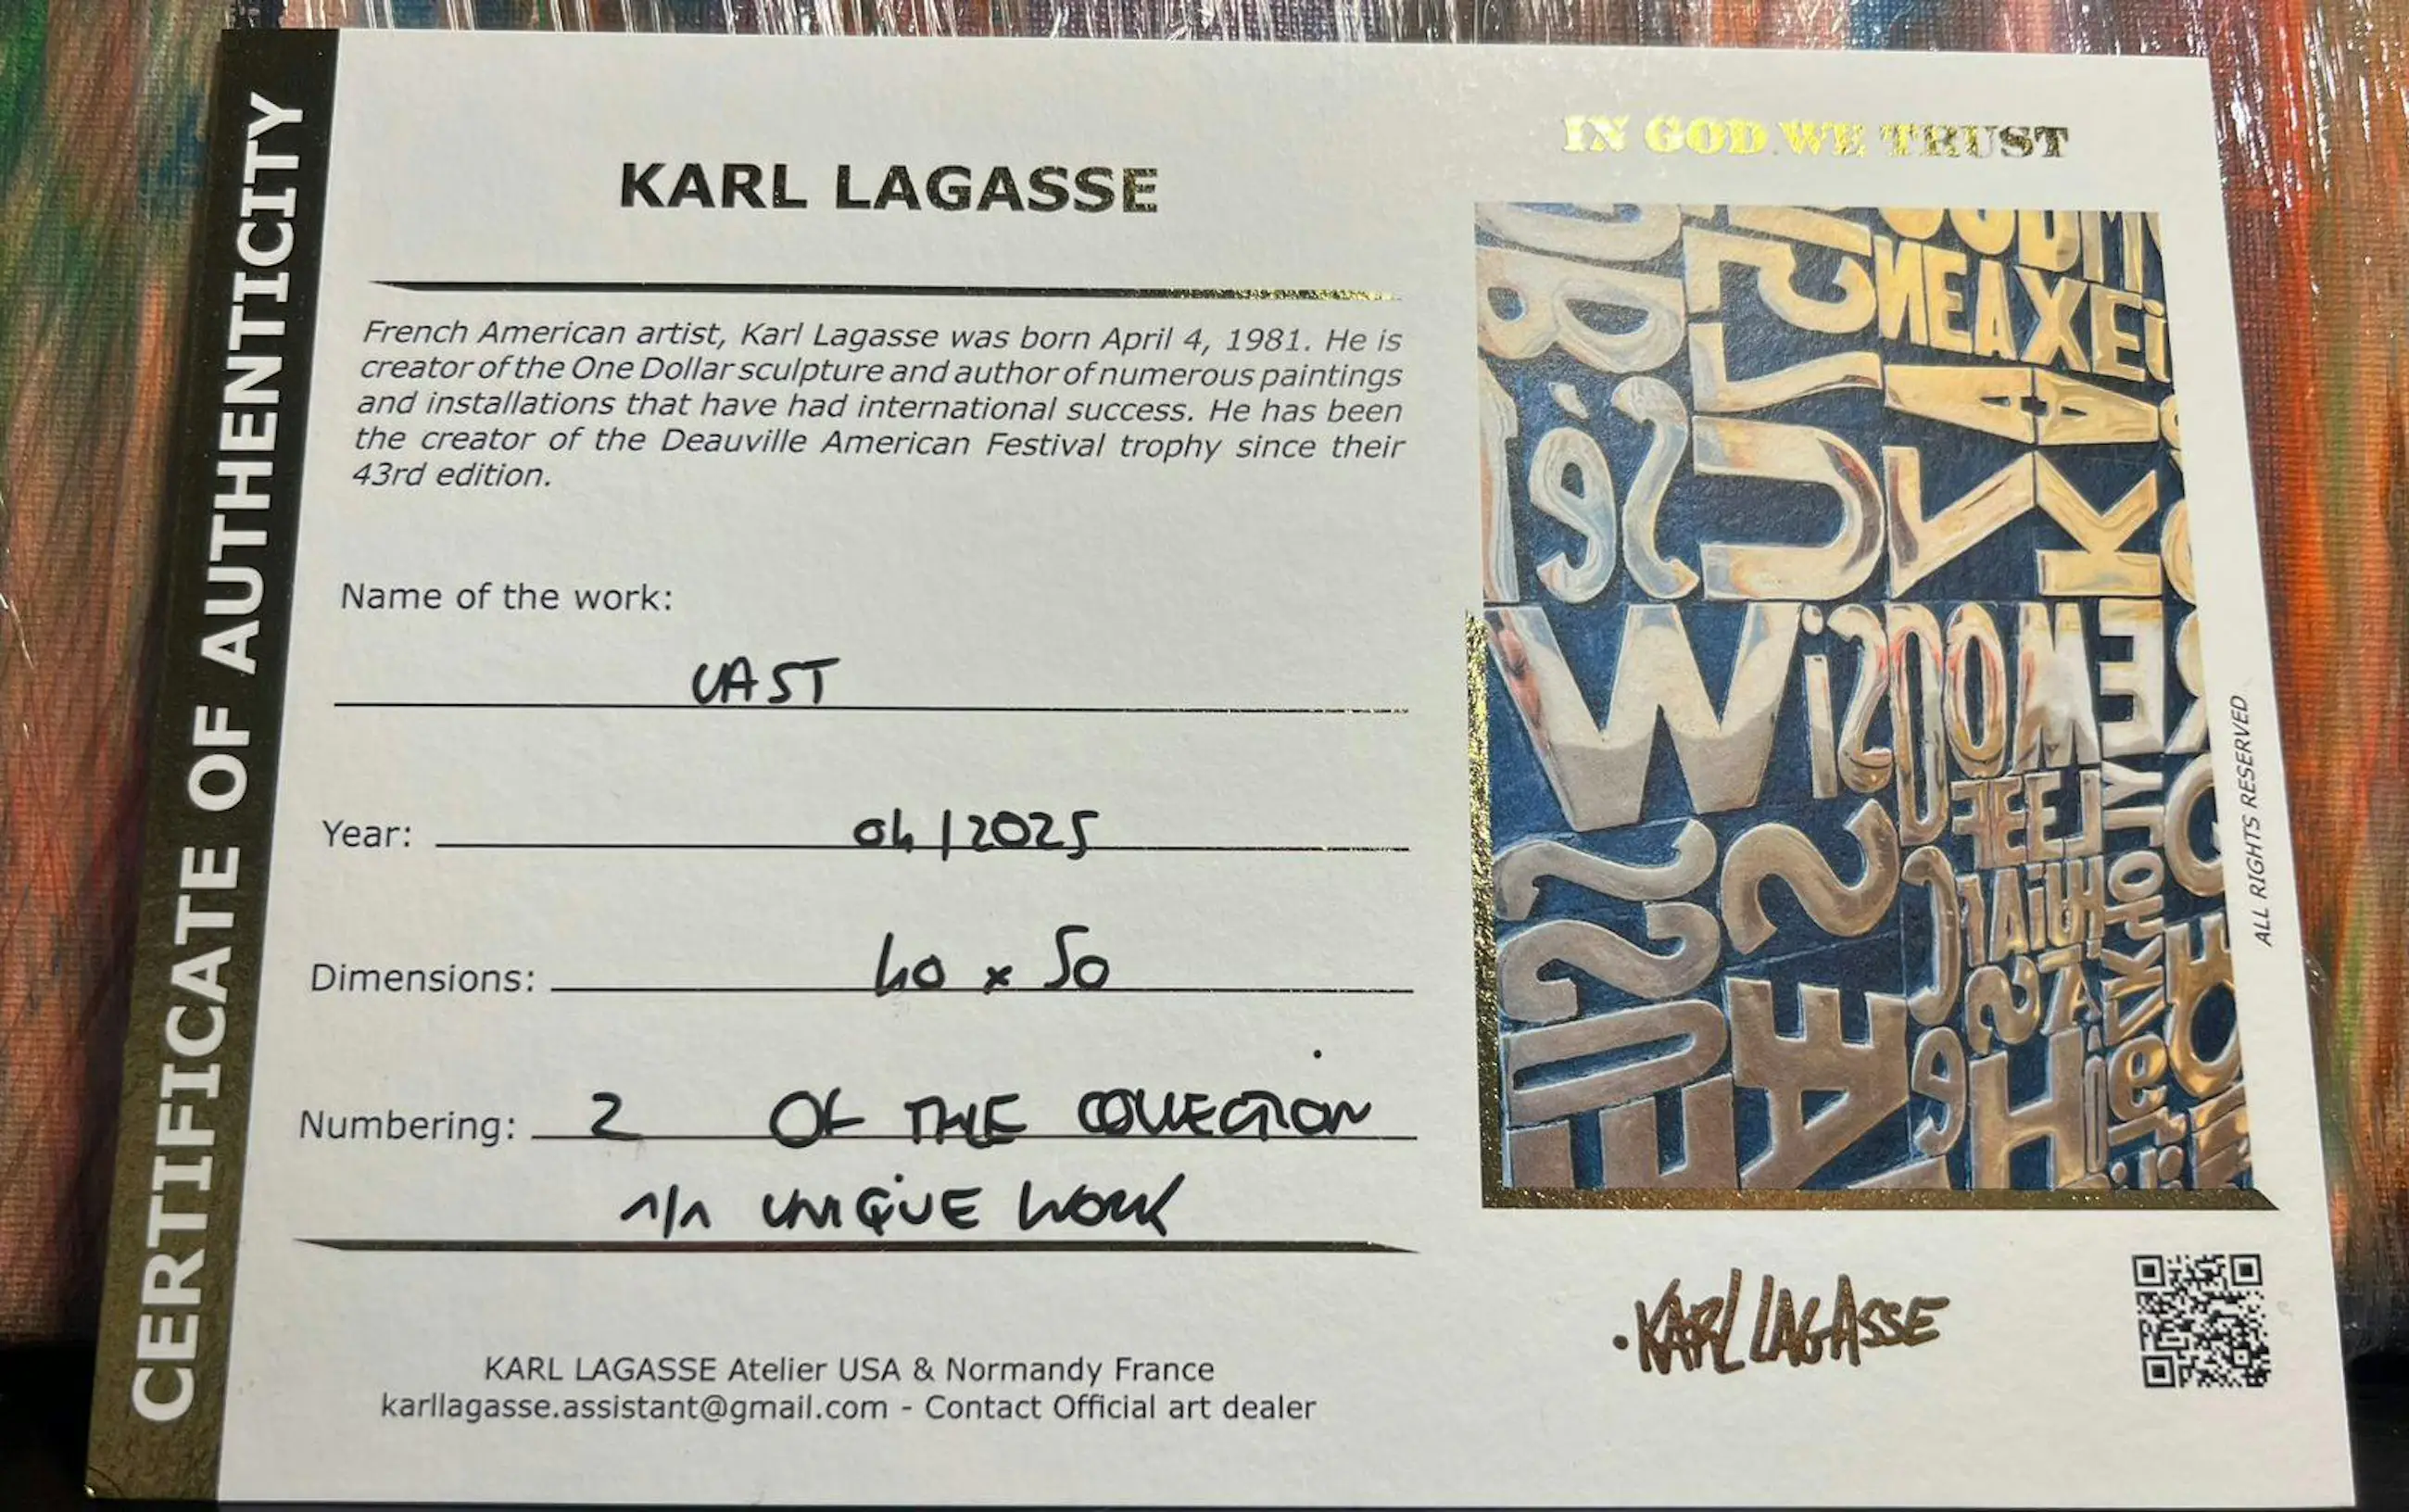 CERTIFICATE OF AUTHENTICITY
KARL LAGASSE
French American artist, Karl Lagasse was born April 4, 1981. He is
creator of the One Dollar sculpture and author of numerous paintings
and installations that have had international success. He has been
the creator of the Deauville American Festival trophy since their
43rd edition.
Name of the work:
VAST
Year: 04/2025
Dimensions: 40 x 50
Numbering: 2 OF THE COLLECTION
1/1 UNIQUE WORK
KARL LAGASSE Atelier USA & Normandy France
karllagasse.assistant@gmail.com - Contact Official art dealer
IN GOD WE TRUST
WISDOM
FEEL
ALL RIGHTS RESERVED
KARL LAGASSE